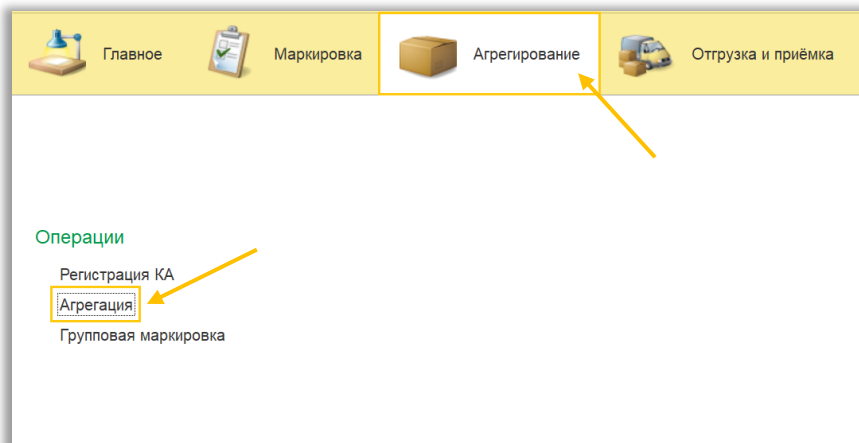 Главное Маркировка Агрегирование Отгрузка и приёмка
Операции
Регистрация КА
Агрегация
Групповая маркировка